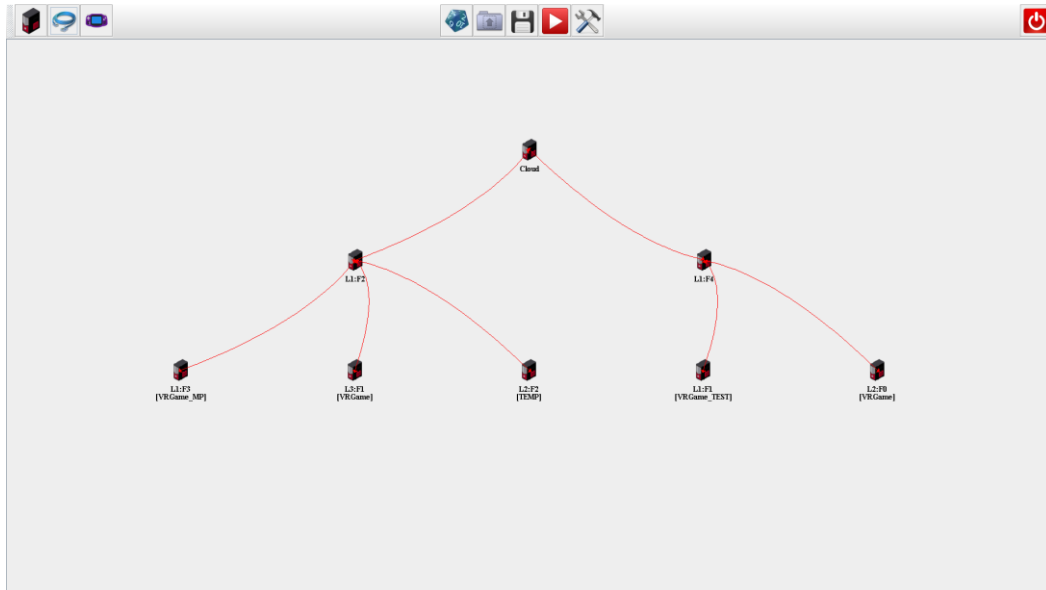 Cloud
L1:F2
L1:F4
L1:F3
[VRGame_MP]
L3:F1
[VRGame]
L2:F2
[TEMP]
L1:F1
[VRGame_TEST]
L2:F0
[VRGame]